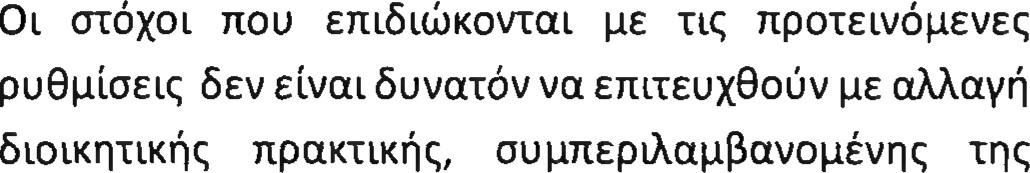 Οι στόχοι που επιδιώκονται με τις προτεινόμενες
ρυθμίσεις δεν είναι δυνατόν να επιτευχθούν με αλλαγή
διοικητικής πρακτικής, συμπεριλαμβανομένης της